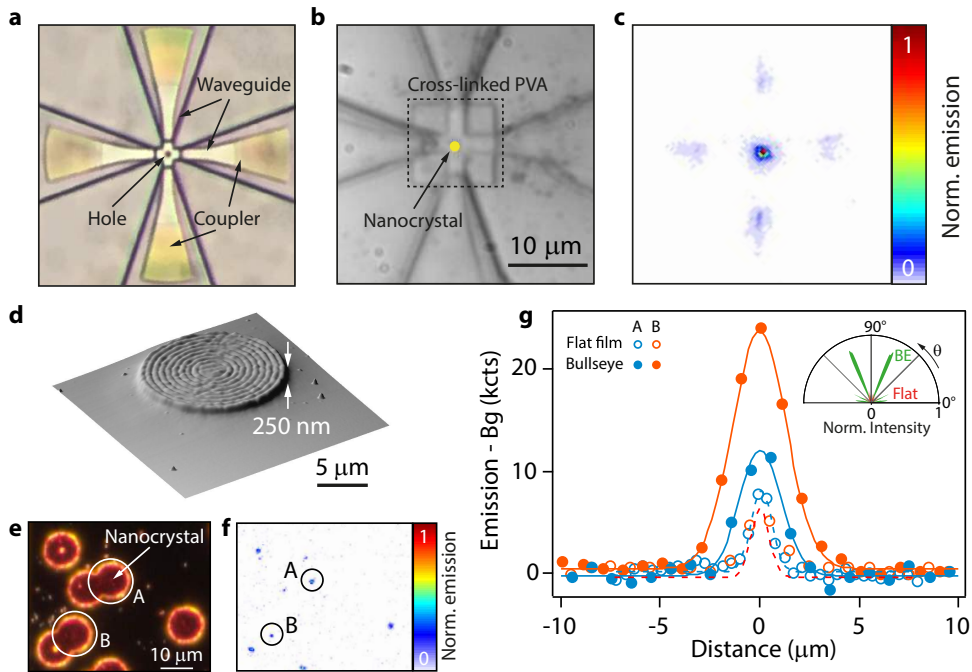 a
Waveguide
Hole
Coupler
b
Cross-linked PVA
Nanocrystal
10 μm
c
1
0
Norm. emission
d
250 nm
5 μm
e
Nanocrystal
A
B
10 μm
f
A
B
1
0
Norm. emission
g
A B
Flat film
Bullseye
20
10
0
Emission - Bg (kcts)
-10 -5 0 5 10
Distance (μm)
90°
θ
BE
Flat
0°
0 1
Norm. Intensity